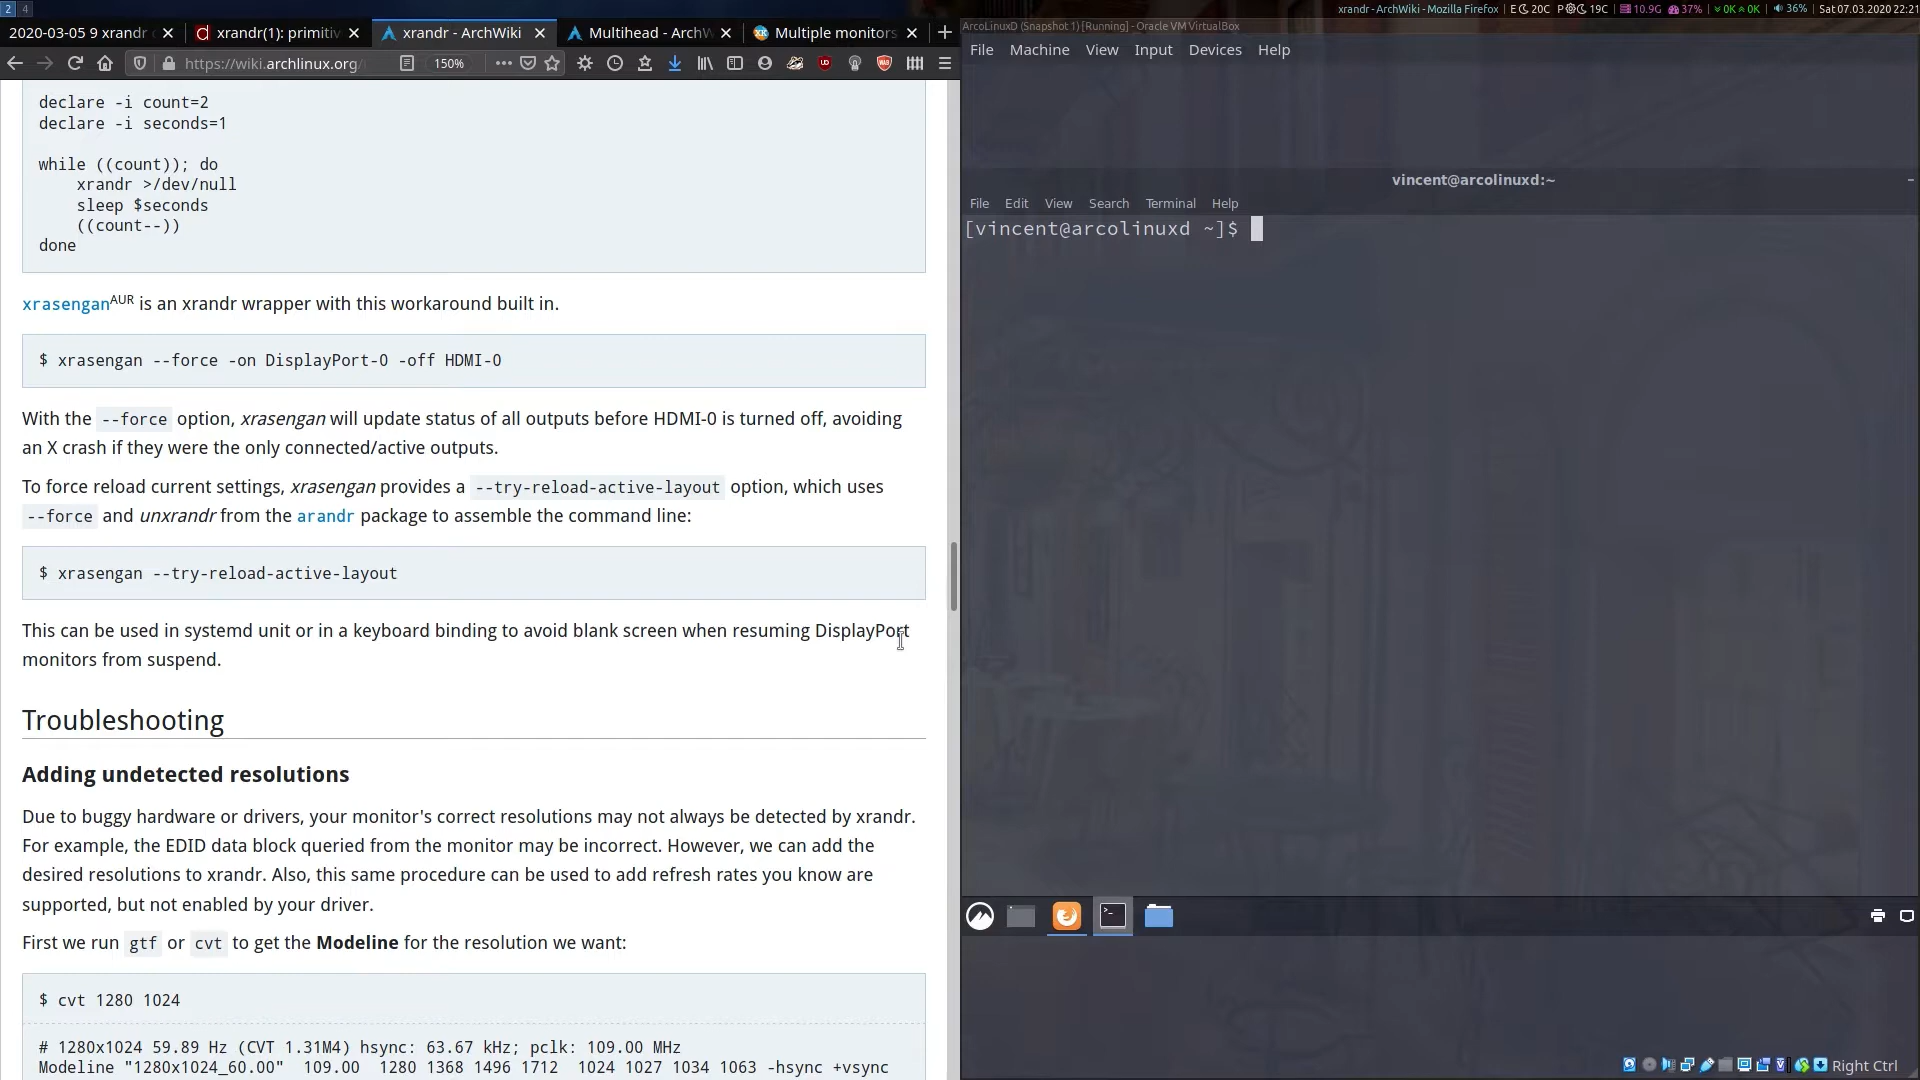 2 4
xrandr - ArchWiki - Mozilla Firefox | E 20C P 19C | 10.9G 37% | 0K 0K | 36% | Sat 07.03.2020 22:21
2020-03-05 9 xrandr
xrandr(1): primitiv
xrandr - ArchWiki
Multihead - ArchW
Multiple monitors
https://wiki.archlinux.org/
150%
declare -i count=2
declare -i seconds=1
while ((count)); do
xrandr >/dev/null
sleep $seconds
((count--))
done
xrasenganAUR is an xrandr wrapper with this workaround built in.
$ xrasengan --force -on DisplayPort-0 -off HDMI-0
With the --force option, xrasengan will update status of all outputs before HDMI-0 is turned off, avoiding
an X crash if they were the only connected/active outputs.
To force reload current settings, xrasengan provides a --try-reload-active-layout option, which uses
--force and unxrandr from the arandr package to assemble the command line:
$ xrasengan --try-reload-active-layout
This can be used in systemd unit or in a keyboard binding to avoid blank screen when resuming DisplayPort
monitors from suspend.
Troubleshooting
Adding undetected resolutions
Due to buggy hardware or drivers, your monitor's correct resolutions may not always be detected by xrandr.
For example, the EDID data block queried from the monitor may be incorrect. However, we can add the
desired resolutions to xrandr. Also, this same procedure can be used to add refresh rates you know are
supported, but not enabled by your driver.
First we run gtf or cvt to get the Modeline for the resolution we want:
$ cvt 1280 1024
# 1280x1024 59.89 Hz (CVT 1.31M4) hsync: 63.67 kHz; pclk: 109.00 MHz
Modeline "1280x1024_60.00"  109.00  1280 1368 1496 1712  1024 1027 1034 1063 -hsync +vsync
ArcoLinuxD (Snapshot 1) [Running] - Oracle VM VirtualBox
File Machine View Input Devices Help
vincent@arcolinuxd:~
File Edit View Search Terminal Help
[vincent@arcolinuxd ~]$
Right Ctrl